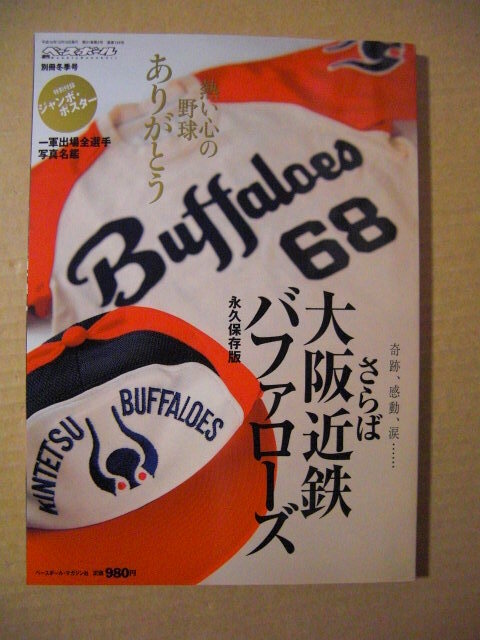 ベースボール
別冊冬季号
特別付録
ジャンボ・
ポスター
一軍出場全選手
写真名鑑
熱い心の
野球
ありがとう
Buffaloes
68
奇跡、感動、涙……
さらば
大阪近鉄
バファローズ
永久保存版
KINTETSU
BUFFALOES
ベースボール・マガジン社
定価980円